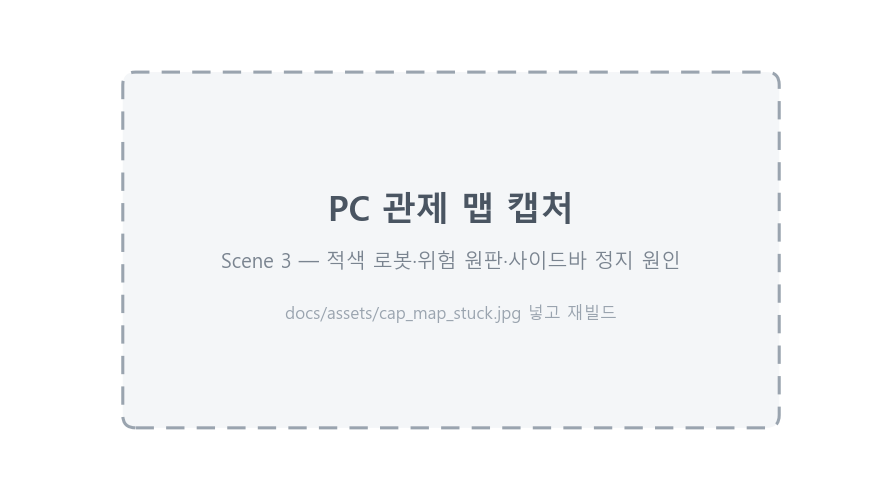 PC 관제 맵 캡처
Scene 3 — 적색 로봇·위험 원판·사이드바 정지 원인
docs/assets/cap_map_stuck.jpg 넣고 재빌드